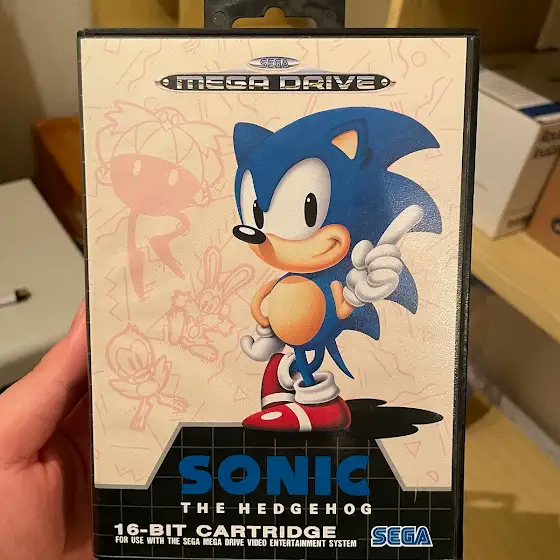 SEGA
MEGA DRIVE
SONIC
THE HEDGEHOG
16-BIT CARTRIDGE
FOR USE WITH THE SEGA MEGA DRIVE VIDEO ENTERTAINMENT SYSTEM
SEGA